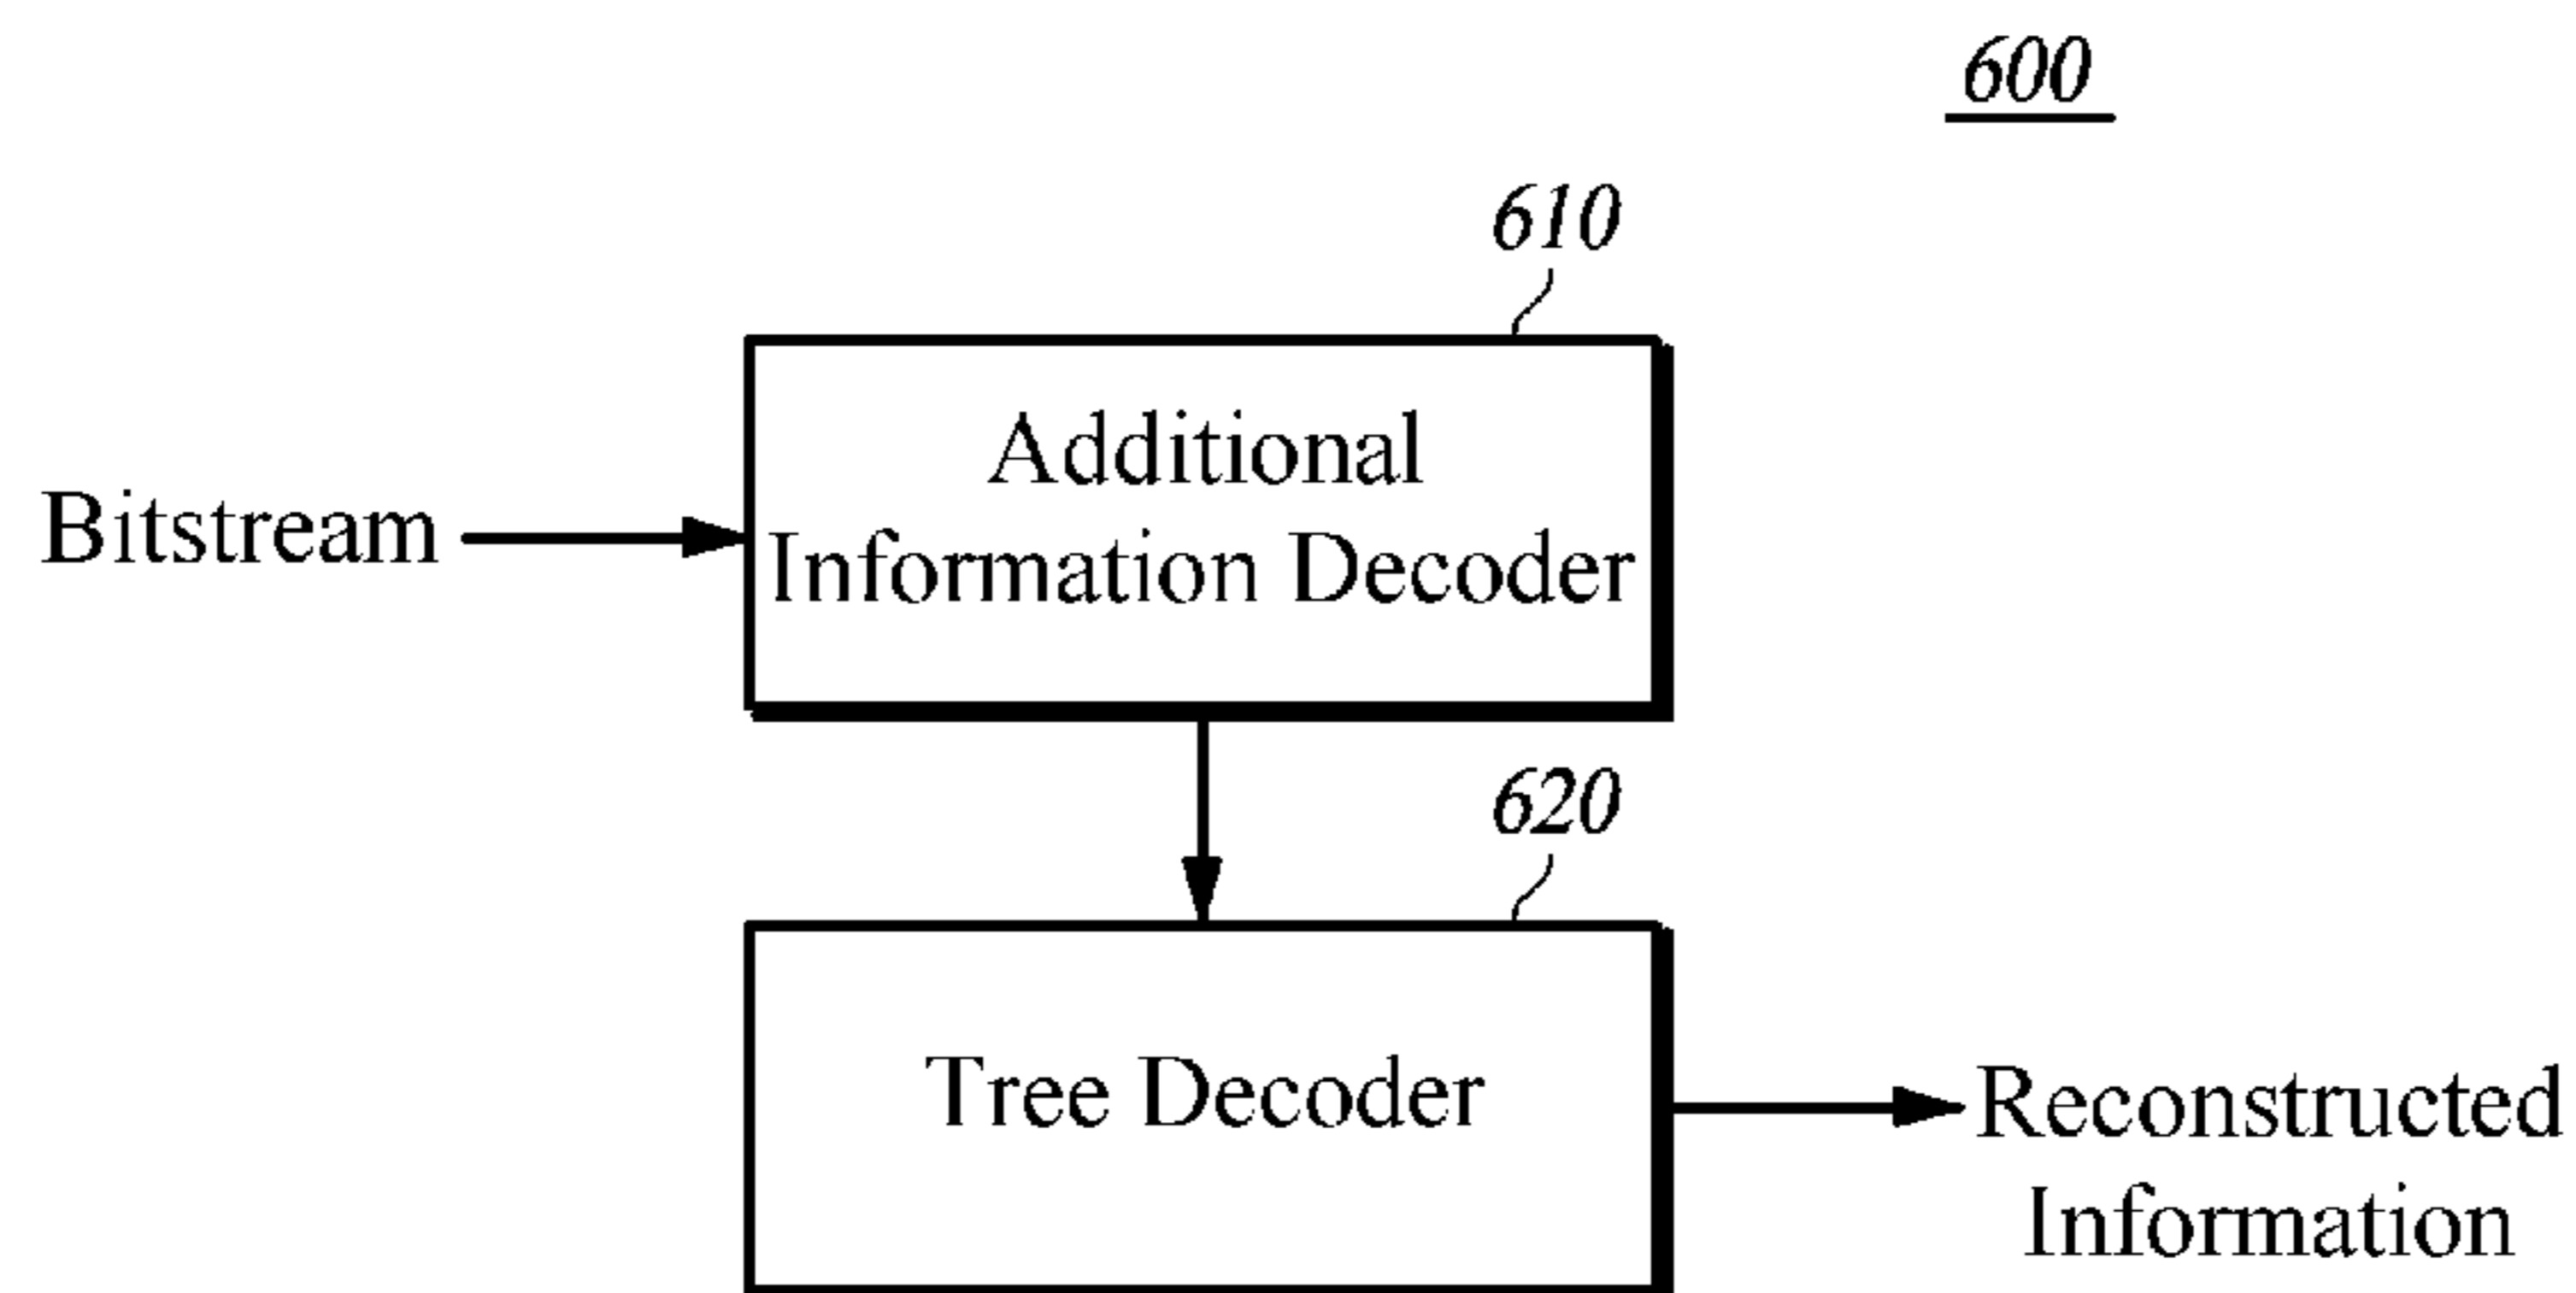 600
610
Additional
Information Decoder
Bitstream
620
Tree Decoder
Reconstructed
Information